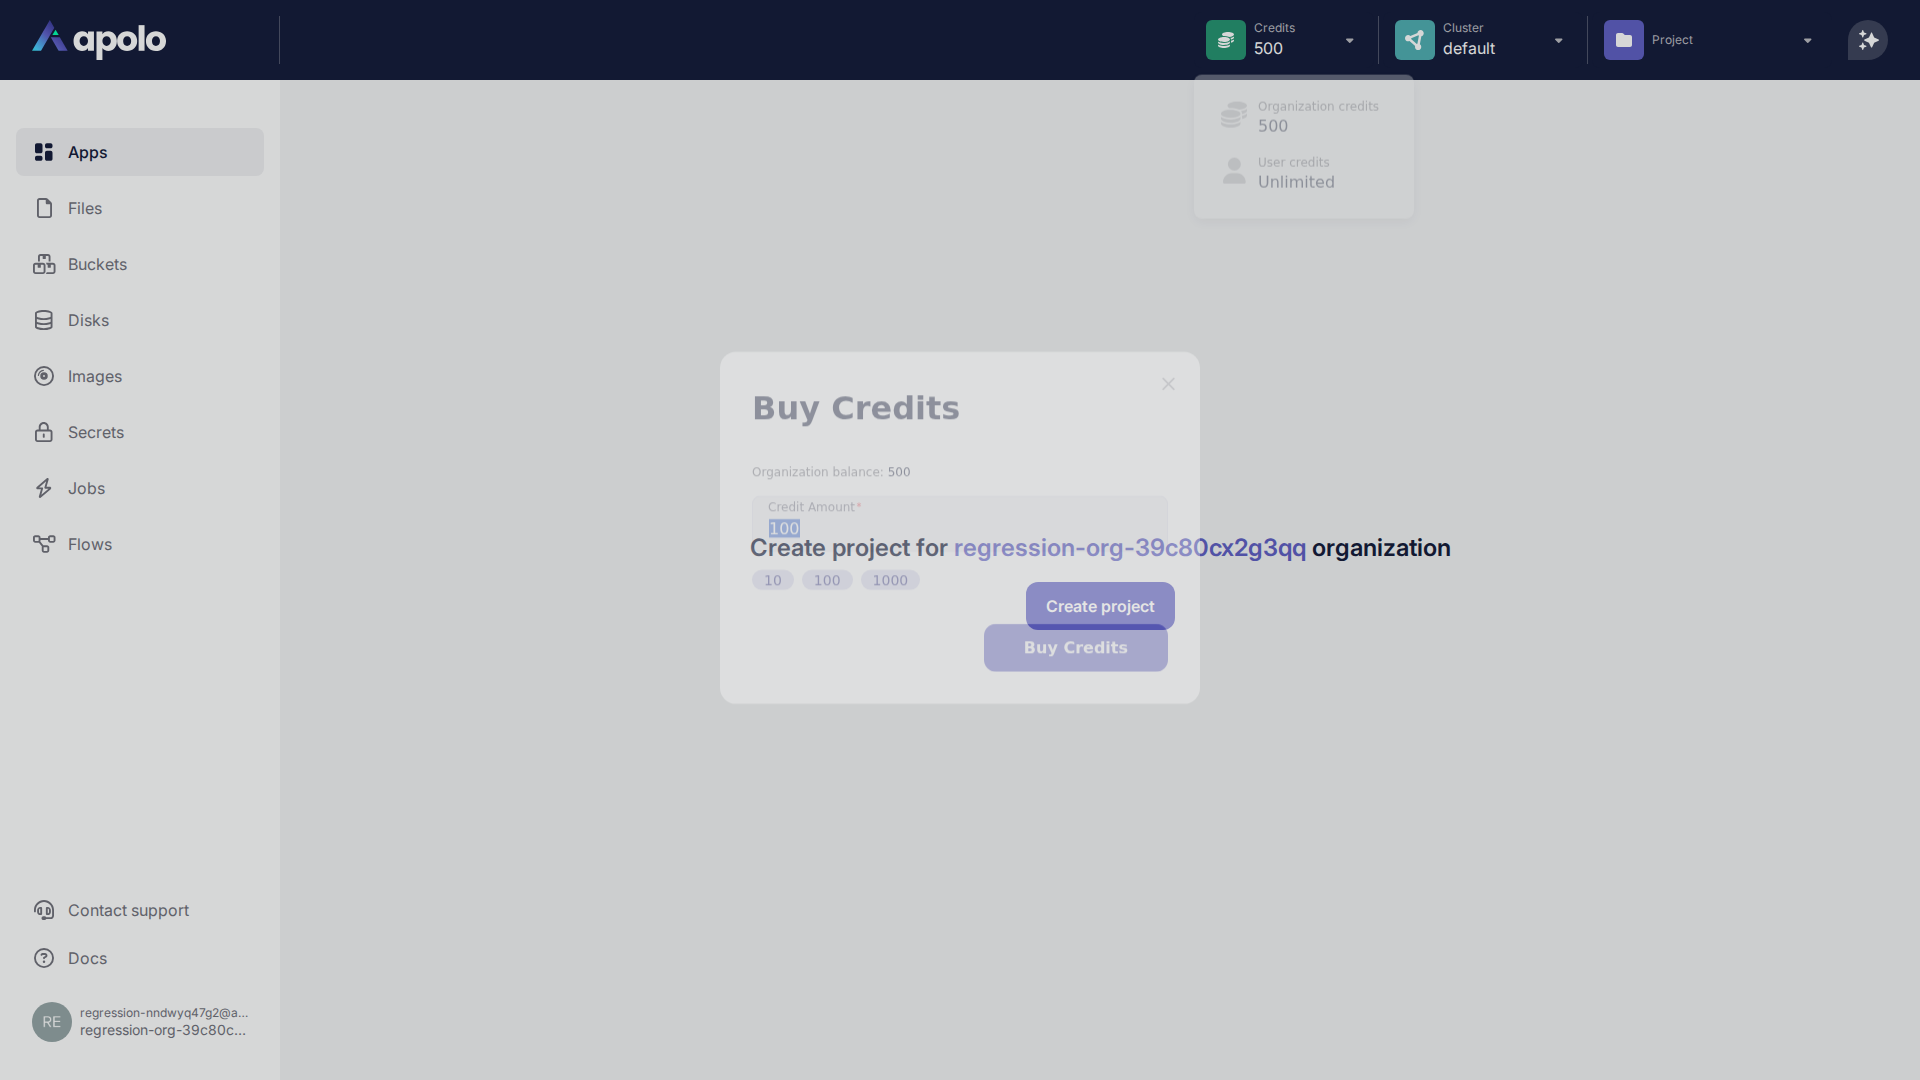 apolo
Credits
500
Cluster
default
Project
Organization credits
500
User credits
Unlimited
Apps
Files
Buckets
Disks
Images
Secrets
Jobs
Flows
Buy Credits
Organization balance: 500
Credit Amount*
100
Create project for regression-org-39c80cx2g3qq organization
10 100 1000
Create project
Buy Credits
Contact support
Docs
RE
regression-nndwyq47g2@a...
regression-org-39c80c...